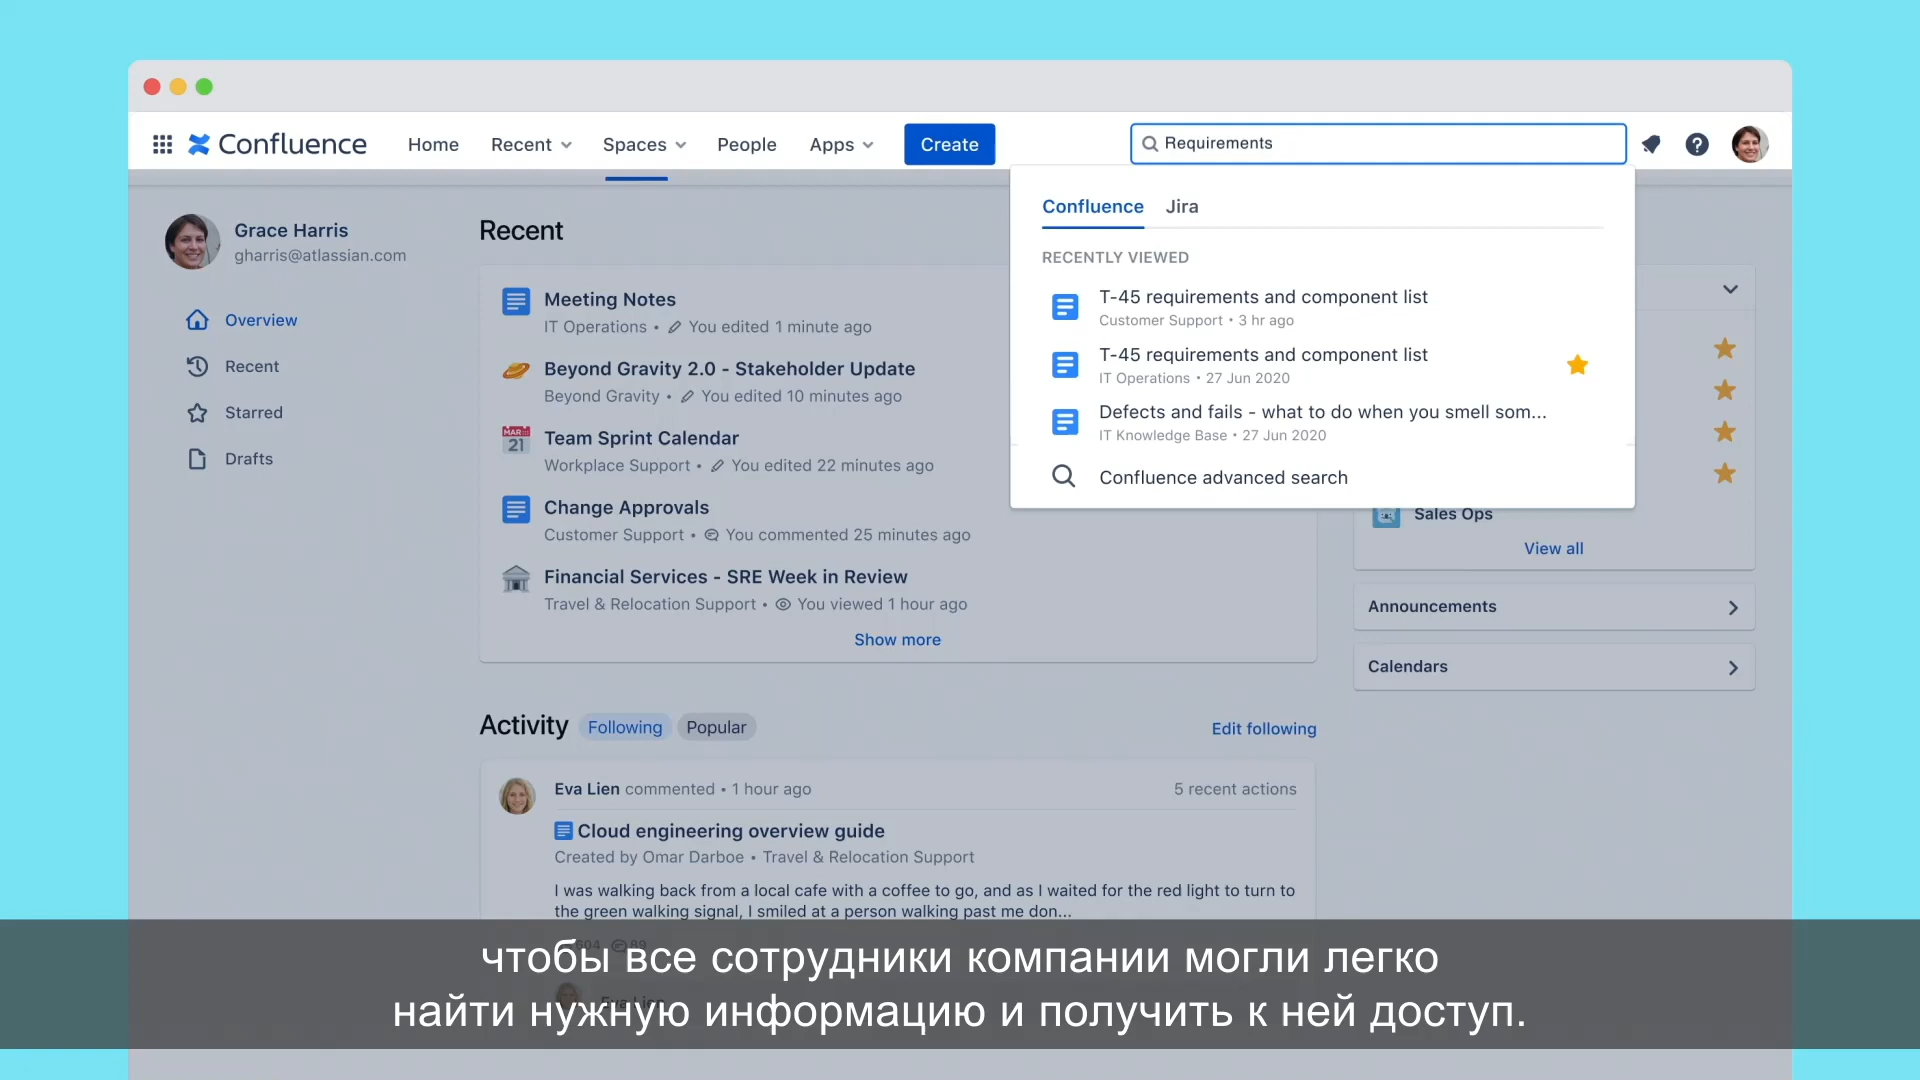 Confluence
Home
Recent
Spaces
People
Apps
Create
Requirements
Grace Harris
gharris@atlassian.com
Overview
Recent
Starred
Drafts
Recent
Meeting Notes
IT Operations • You edited 1 minute ago
Beyond Gravity 2.0 - Stakeholder Update
Beyond Gravity • You edited 10 minutes ago
MAR
21
Team Sprint Calendar
Workplace Support • You edited 22 minutes ago
Change Approvals
Customer Support • You commented 25 minutes ago
Financial Services - SRE Week in Review
Travel & Relocation Support • You viewed 1 hour ago
Show more
Confluence
Jira
RECENTLY VIEWED
T-45 requirements and component list
Customer Support • 3 hr ago
T-45 requirements and component list
IT Operations • 27 Jun 2020
Defects and fails - what to do when you smell som...
IT Knowledge Base • 27 Jun 2020
Confluence advanced search
Sales Ops
View all
Announcements
Calendars
Activity
Following
Popular
Edit following
Eva Lien commented • 1 hour ago
5 recent actions
Cloud engineering overview guide
Created by Omar Darboe • Travel & Relocation Support
I was walking back from a local cafe with a coffee to go, and as I waited for the red light to turn to
the green walking signal, I smiled at a person walking past me don...
604
89
Eva Lien
чтобы все сотрудники компании могли легко
найти нужную информацию и получить к ней доступ.